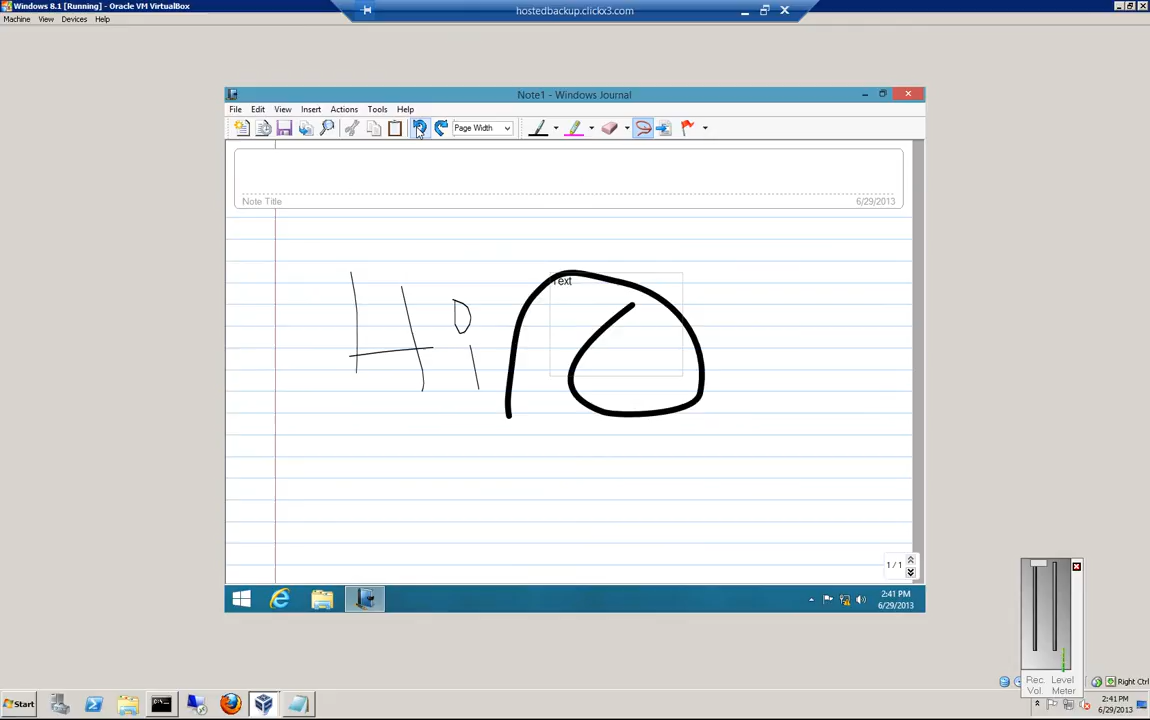 Windows 8.1 [Running] - Oracle VM VirtualBox
hostedbackup.clickx3.com
Machine View Devices Help
Note1 - Windows Journal
File Edit View Insert Actions Tools Help
Page Width
Note Title
6/29/2013
Text
1 / 1
2:41 PM
6/29/2013
Rec. Vol.
Level Meter
Right Ctrl
Start
C:\
2:41 PM
6/29/2013